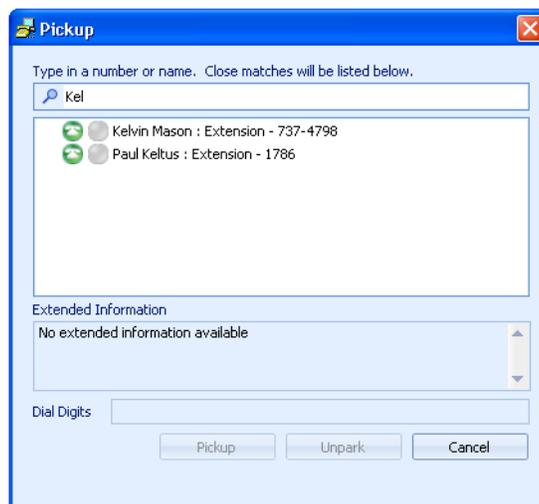 Pickup
Type in a number or name. Close matches will be listed below.
Kel
Kelvin Mason : Extension - 737-4798
Paul Keltus : Extension - 1786
Extended Information
No extended information available
Dial Digits
Pickup Unpark Cancel